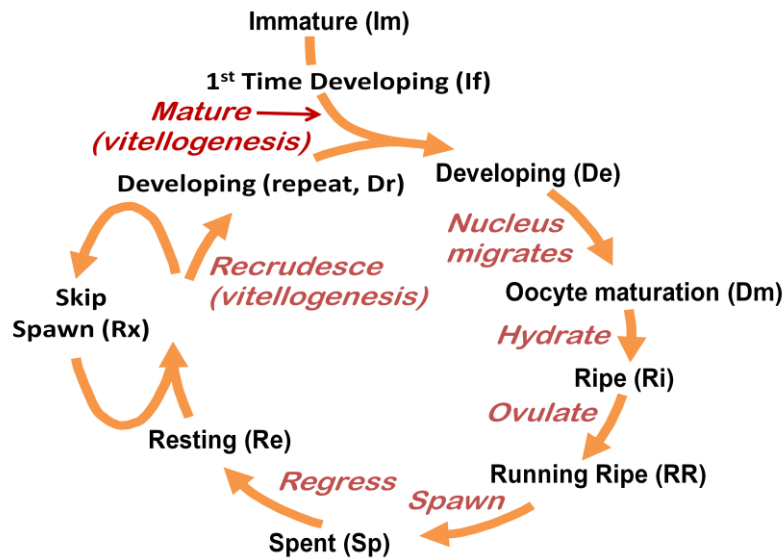 Immature (Im)
1st Time Developing (If)
Mature
(vitellogenesis)
Developing (repeat, Dr)
Developing (De)
Nucleus
migrates
Recrudesce
(vitellogenesis)
Skip
Spawn (Rx)
Oocyte maturation (Dm)
Hydrate
Ripe (Ri)
Ovulate
Resting (Re)
Running Ripe (RR)
Regress
Spawn
Spent (Sp)